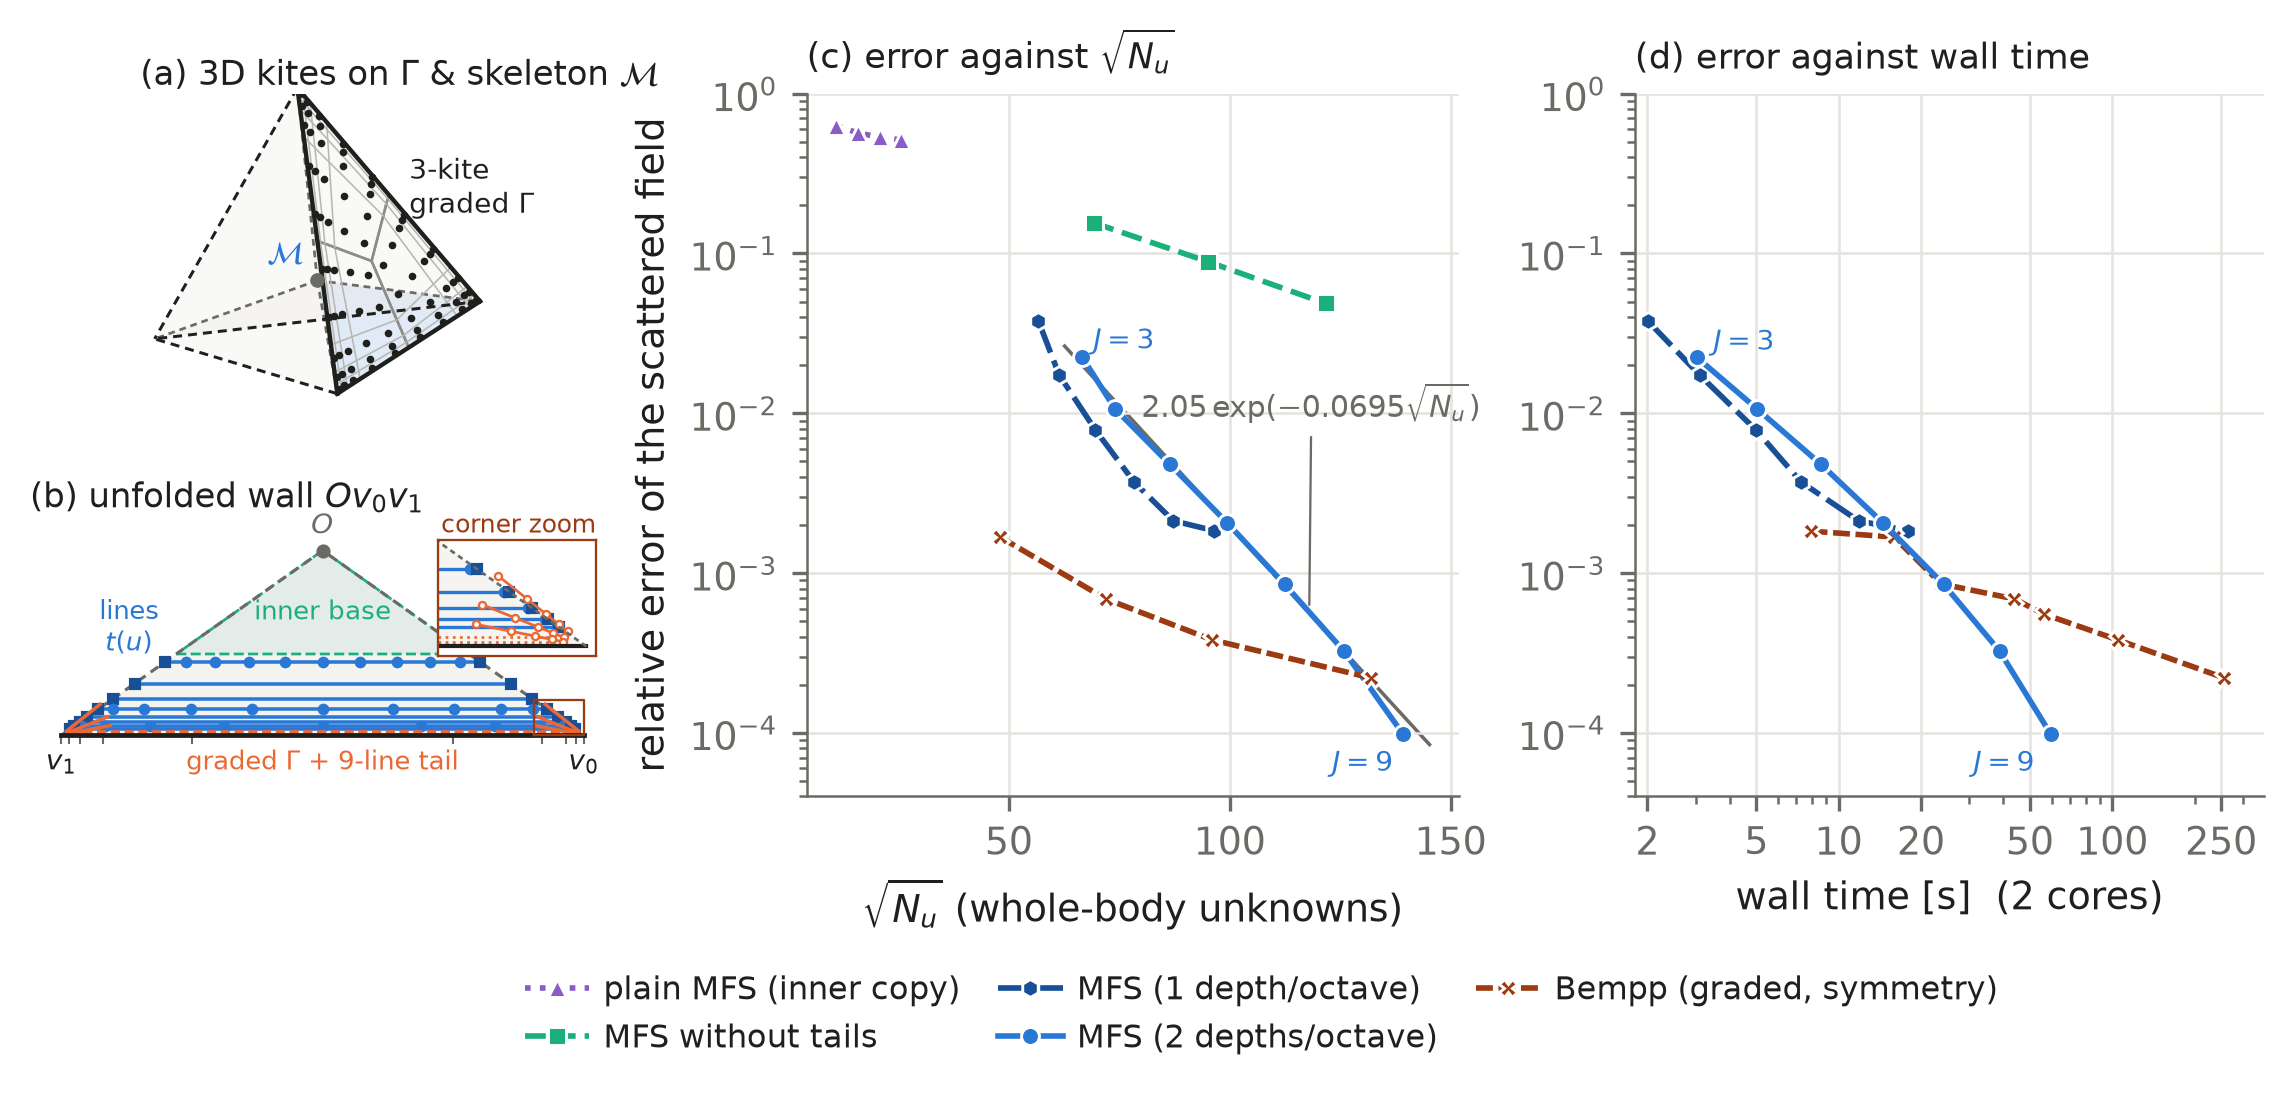 (a) 3D kites on Γ & skeleton ℳ
3-kite
graded Γ
ℳ
(b) unfolded wall Ov₀v₁
O
corner zoom
lines
t(u)
inner base
v₁
graded Γ + 9-line tail
v₀
(c) error against √Nᵤ
relative error of the scattered field
10⁰
10⁻¹
10⁻²
10⁻³
10⁻⁴
J = 3
2.05 exp(−0.0695√Nᵤ)
J = 9
50
100
150
√Nᵤ (whole-body unknowns)
(d) error against wall time
10⁰
10⁻¹
10⁻²
10⁻³
10⁻⁴
J = 3
J = 9
2
5
10
20
50
100
250
wall time [s] (2 cores)
plain MFS (inner copy)
MFS without tails
MFS (1 depth/octave)
MFS (2 depths/octave)
Bempp (graded, symmetry)